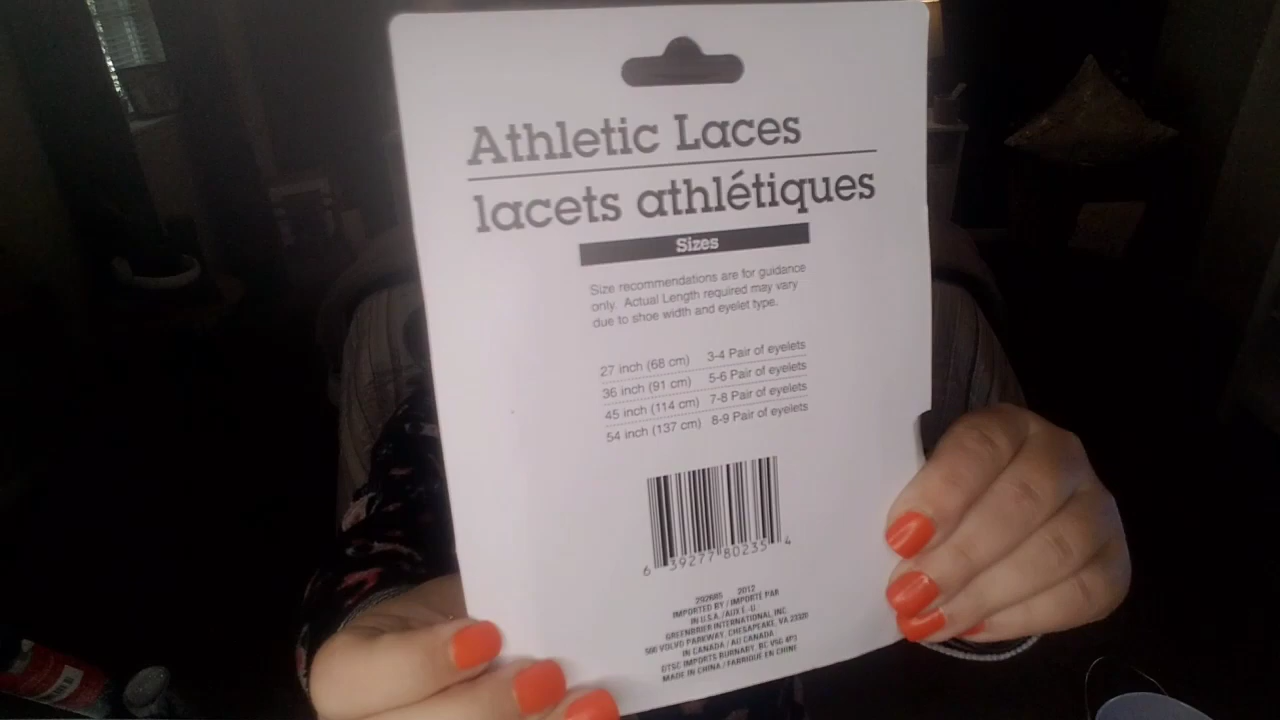 Athletic Laces
lacets athlétiques
Sizes
Size recommendations are for guidance
only. Actual Length required may vary
due to shoe width and eyelet type.
27 inch (68 cm) 3-4 Pair of eyelets
36 inch (91 cm) 5-6 Pair of eyelets
45 inch (114 cm) 7-8 Pair of eyelets
54 inch (137 cm) 8-9 Pair of eyelets
6 39277 80235 4
292685 2012
IMPORTED BY / IMPORTÉ PAR
IN U.S.A. / AUX É.-U.
GREENBRIER INTERNATIONAL, INC.
500 VOLVO PARKWAY, CHESAPEAKE, VA 23320
IN CANADA / AU CANADA
DTSC IMPORTS BURNABY, BC V5G 4P3
MADE IN CHINA / FABRIQUÉ EN CHINE